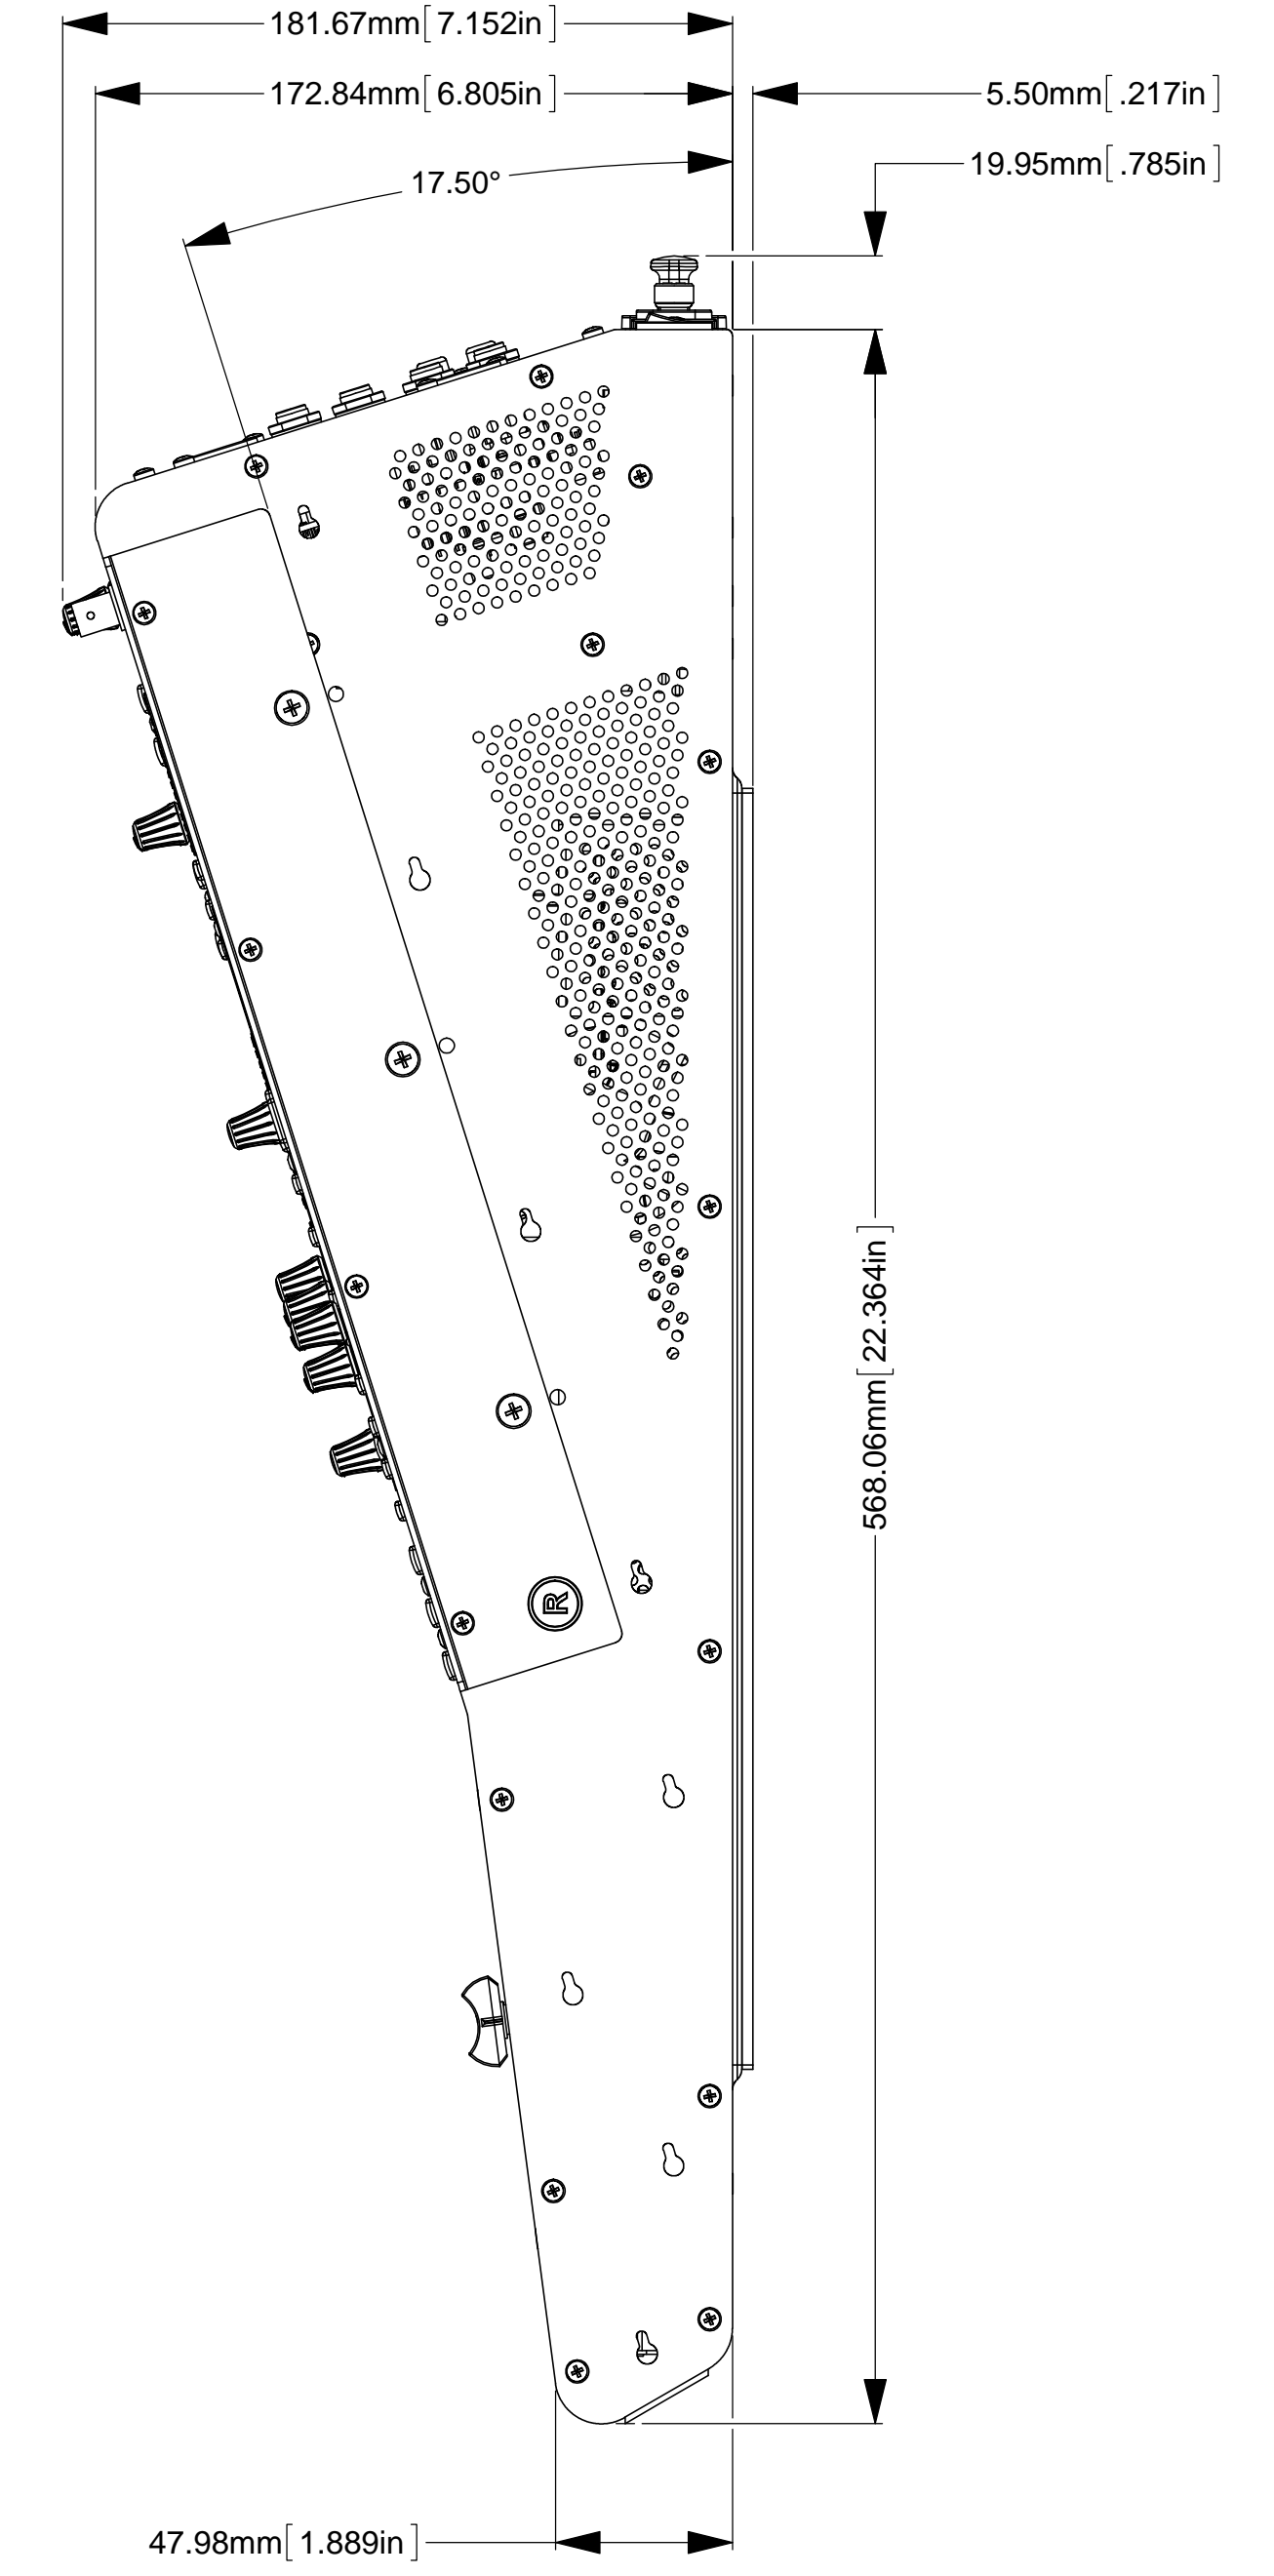 181.67mm[ 7.152in ]
172.84mm[ 6.805in ]
5.50mm[ .217in ]
19.95mm[ .785in ]
17.50°
568.06mm[ 22.364in ]
R
47.98mm[ 1.889in ]